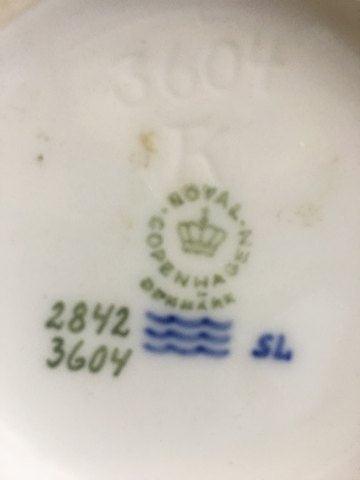 3604
K
ROYAL COPENHAGEN
DENMARK
2842
3604
SL